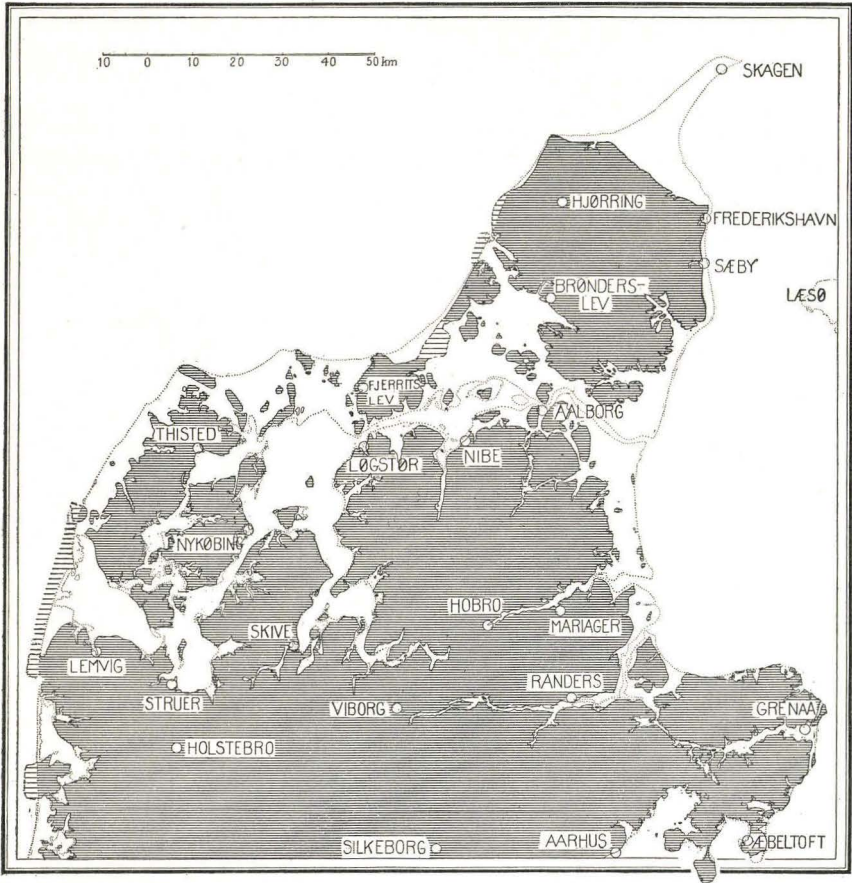 10 0 10 20 30 50 km
SKAGEN
HJØRRING
FREDERIKSHAVN
SÆBY
BRØNDERS-
LEV
LÆSØ
FJERRITS
LEV
AALBORG
THISTED
LØGSTØR
NIBE
NYKØBING
HOBRO
MARIAGER
SKIVE
LEMVIG
STRUER
RANDERS
VIBORG
GRENAA
HOLSTEBRO
SILKEBORG
AARHUS
ÆBELTOFT